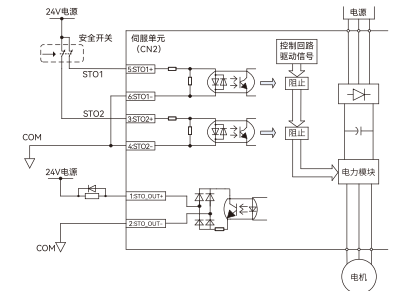 24V电源
电源
安全开关
伺服单元
(CN2)
控制回路
驱动信号
STO1
5:STO1+
阻止
6:STO1-
STO2
3:STO2+
阻止
COM
4:STO2-
24V电源
电力模块
1:STO_OUT+
2:STO_OUT-
COM
电机